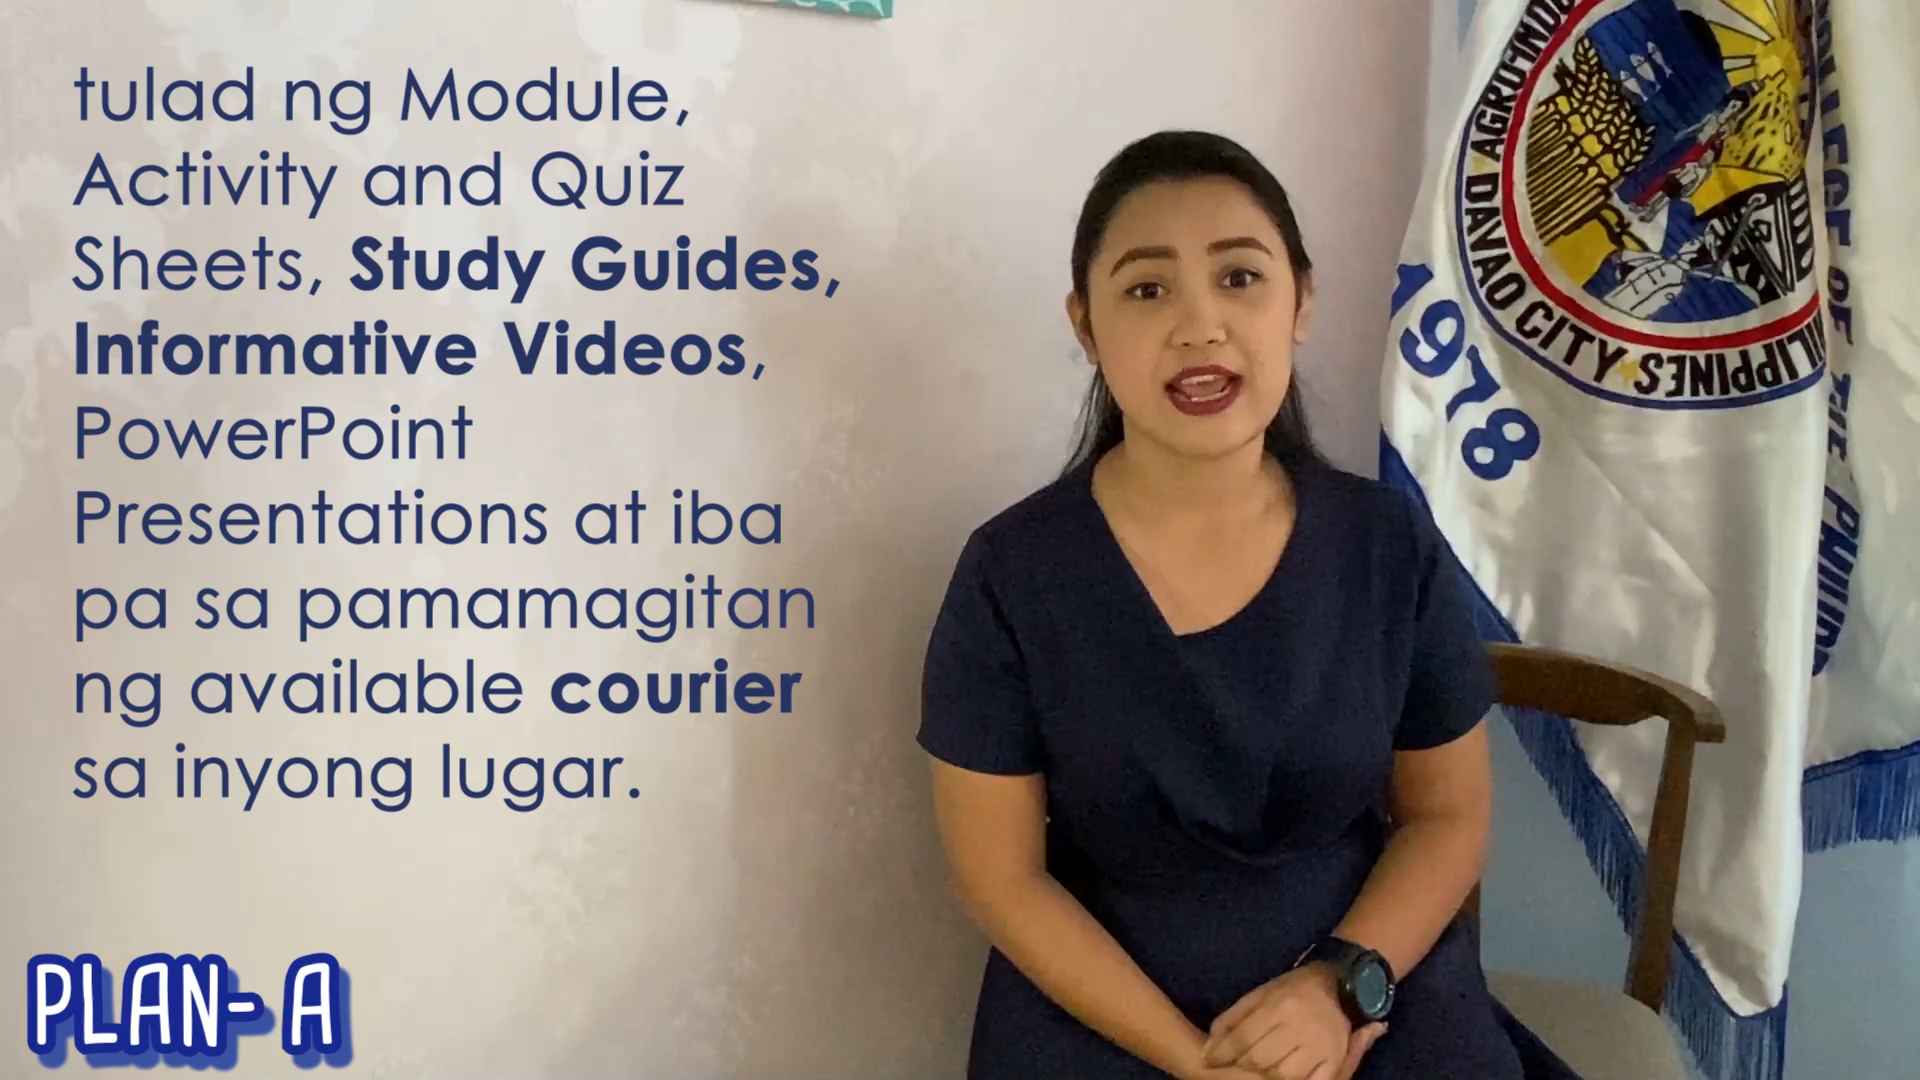 tulad ng Module,
Activity and Quiz
Sheets, Study Guides,
Informative Videos,
PowerPoint
Presentations at iba
pa sa pamamagitan
ng available courier
sa inyong lugar.
PLAN- A
DAVAO CITY
1978